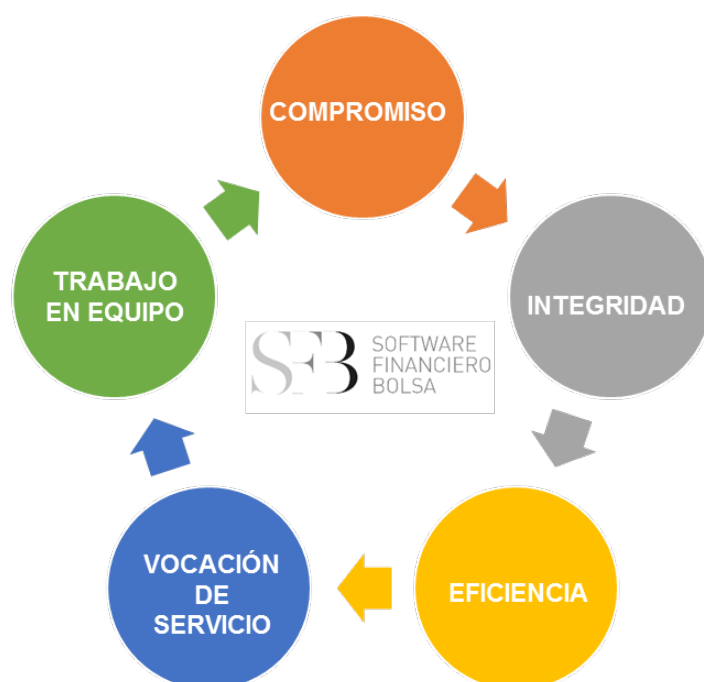 COMPROMISO
INTEGRIDAD
EFICIENCIA
VOCACIÓN
DE
SERVICIO
TRABAJO
EN EQUIPO
SFB
SOFTWARE
FINANCIERO
BOLSA